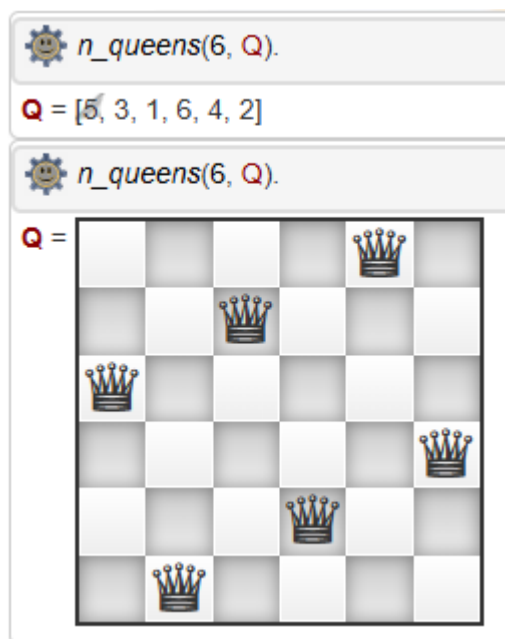 n_queens(6, Q).
Q = [5, 3, 1, 6, 4, 2]
n_queens(6, Q).
Q =